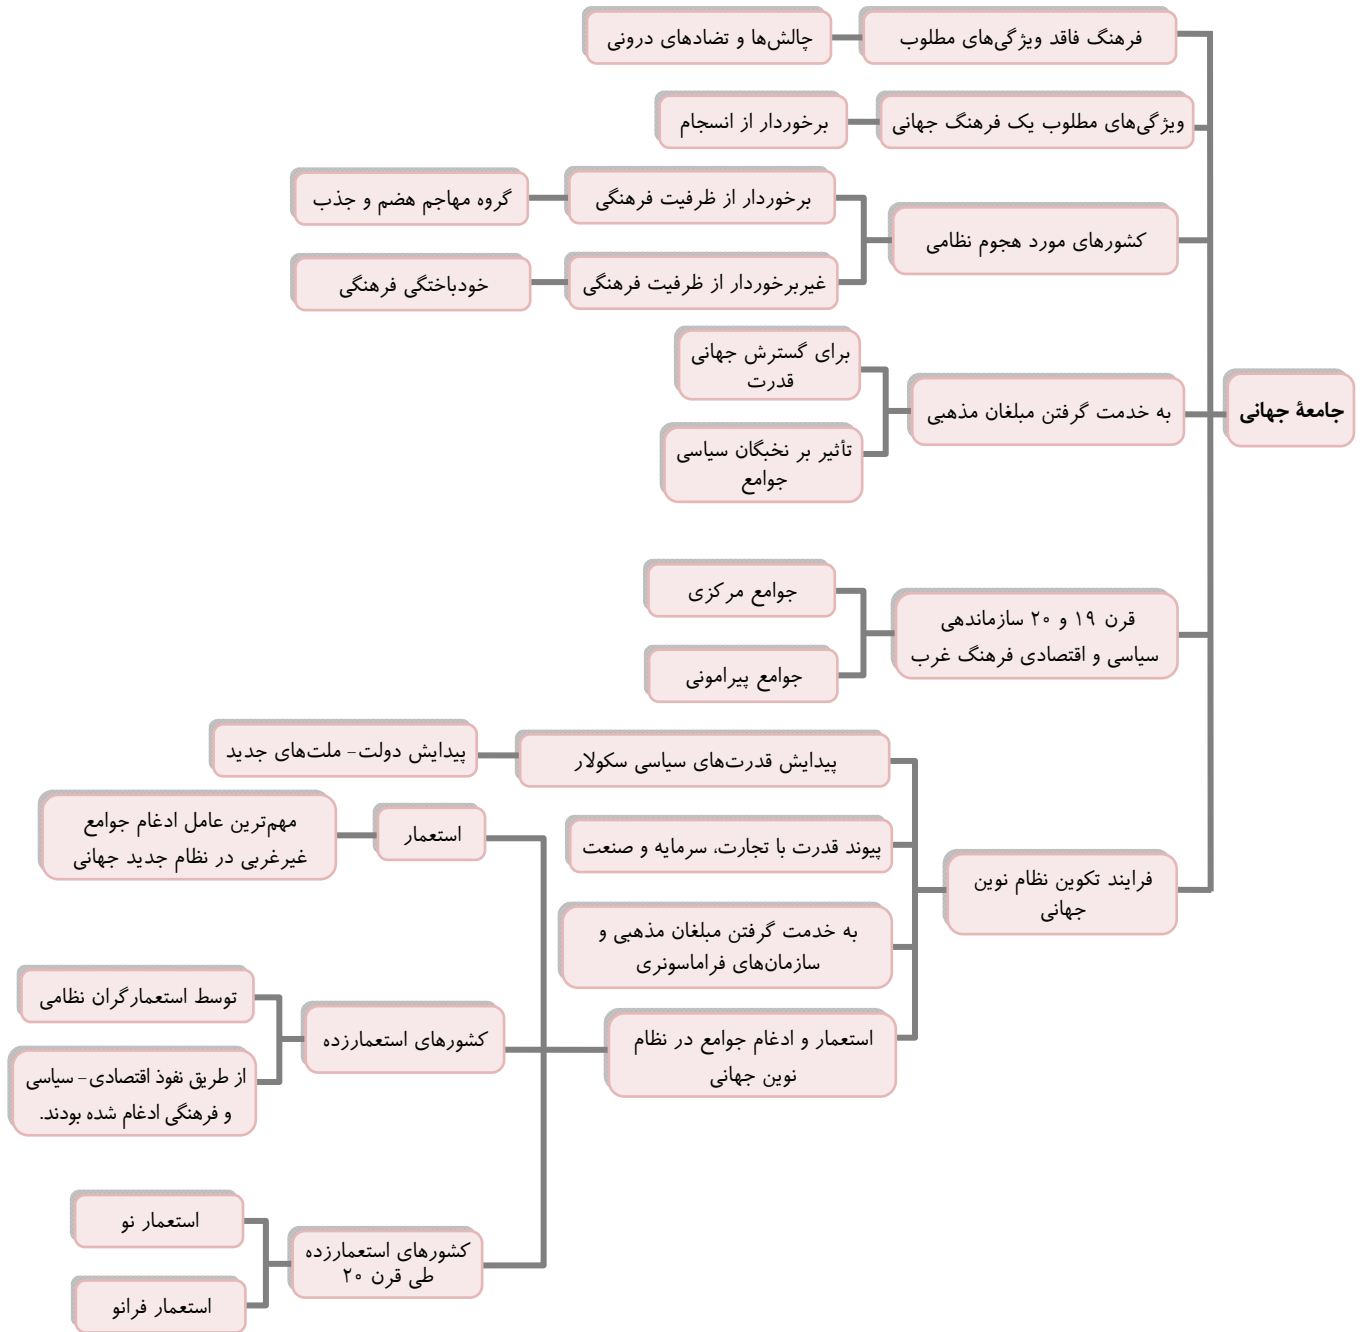 جامعهٔ جهانی
فرهنگ فاقد ویژگی‌های مطلوب
چالش‌ها و تضادهای درونی
ویژگی‌های مطلوب یک فرهنگ جهانی
برخوردار از انسجام
کشورهای مورد هجوم نظامی
برخوردار از ظرفیت فرهنگی
گروه مهاجم هضم و جذب
غیربرخوردار از ظرفیت فرهنگی
خودباختگی فرهنگی
به خدمت گرفتن مبلغان مذهبی
برای گسترش جهانی
قدرت
تأثیر بر نخبگان سیاسی
جوامع
قرن ۱۹ و ۲۰ سازماندهی
سیاسی و اقتصادی فرهنگ غرب
جوامع مرکزی
جوامع پیرامونی
فرایند تکوین نظام نوین
جهانی
پیدایش قدرت‌های سیاسی سکولار
پیدایش دولت- ملت‌های جدید
پیوند قدرت با تجارت، سرمایه و صنعت
به خدمت گرفتن مبلغان مذهبی و
سازمان‌های فراماسونری
استعمار و ادغام جوامع در نظام
نوین جهانی
استعمار
مهم‌ترین عامل ادغام جوامع
غیرغربی در نظام جدید جهانی
کشورهای استعمارزده
توسط استعمارگران نظامی
از طریق نفوذ اقتصادی- سیاسی
و فرهنگی ادغام شده بودند.
کشورهای استعمارزده
طی قرن ۲۰
استعمار نو
استعمار فرانو